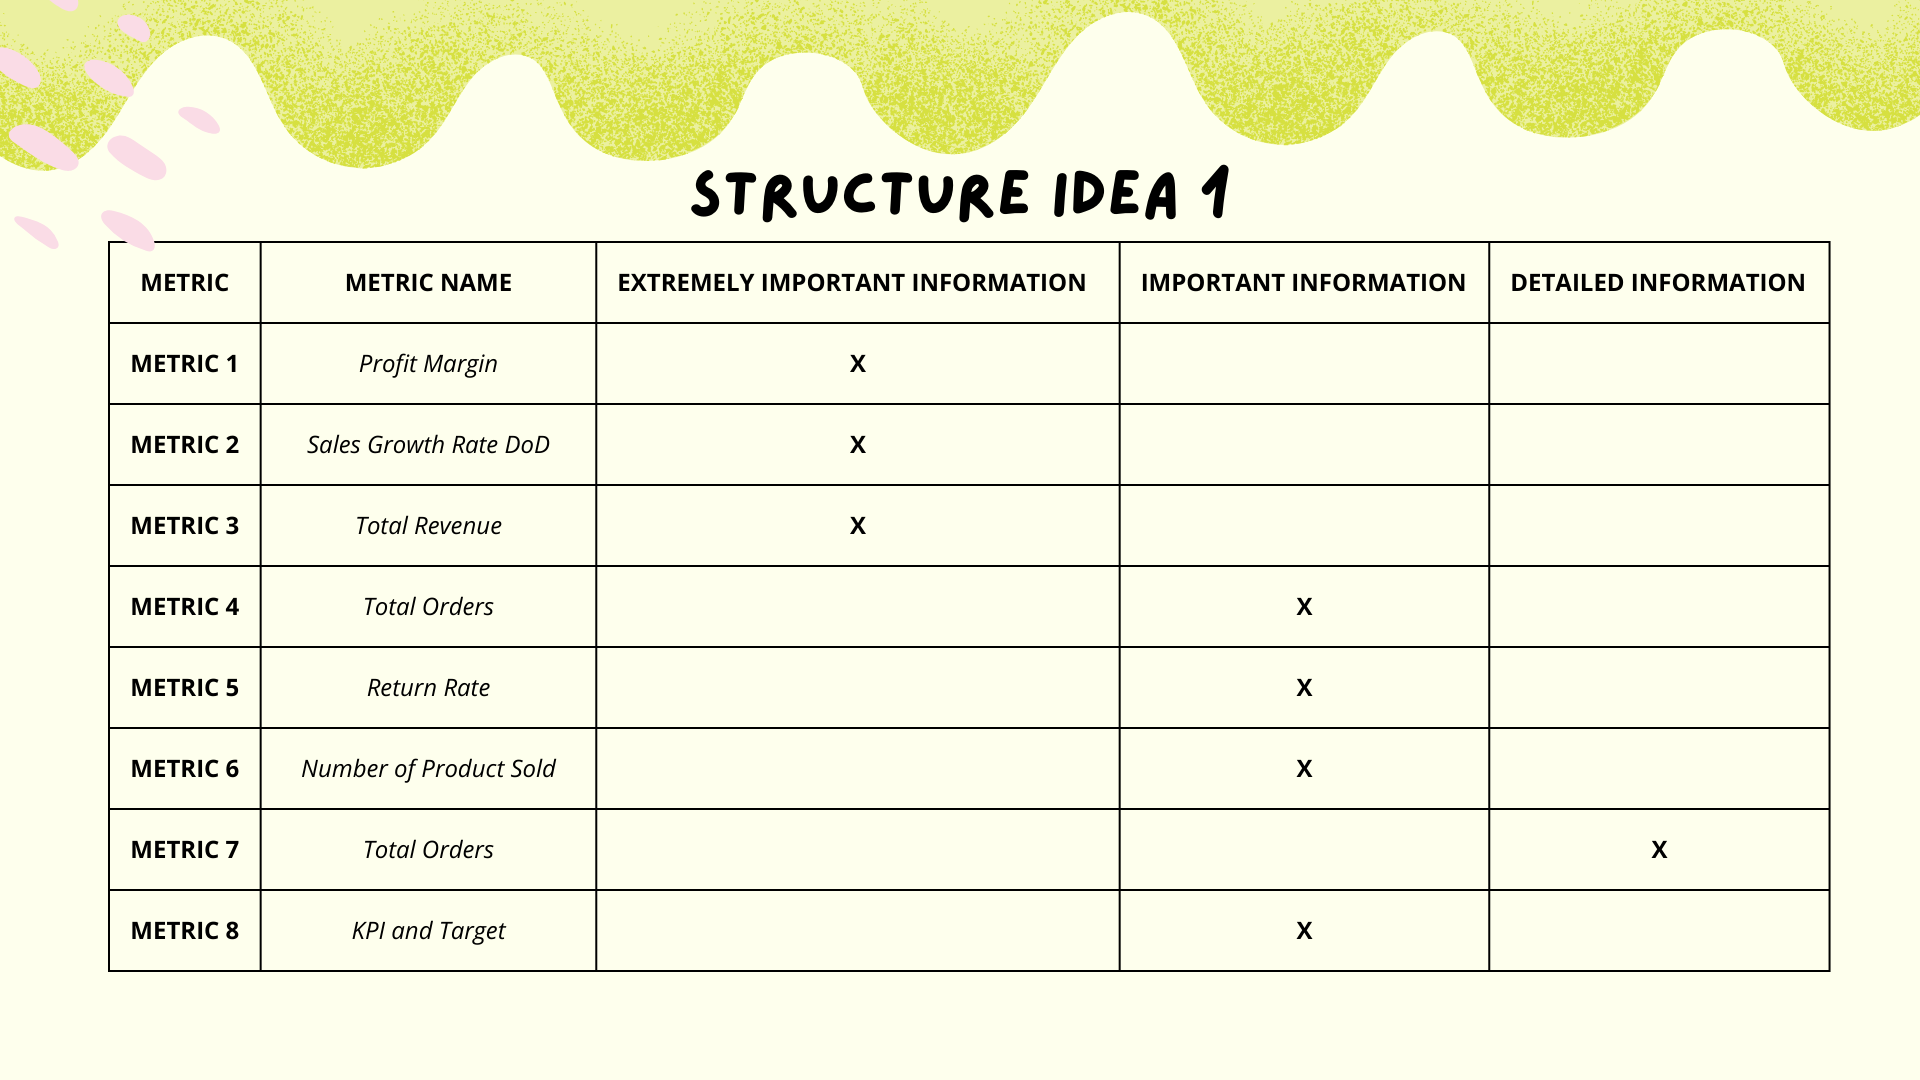 STRUCTURE IDEA 1
METRIC METRIC NAME EXTREMELY IMPORTANT INFORMATION IMPORTANT INFORMATION DETAILED INFORMATION
METRIC 1 Profit Margin X
METRIC 2 Sales Growth Rate DoD X
METRIC 3 Total Revenue X
METRIC 4 Total Orders X
METRIC 5 Return Rate X
METRIC 6 Number of Product Sold X
METRIC 7 Total Orders X
METRIC 8 KPI and Target X